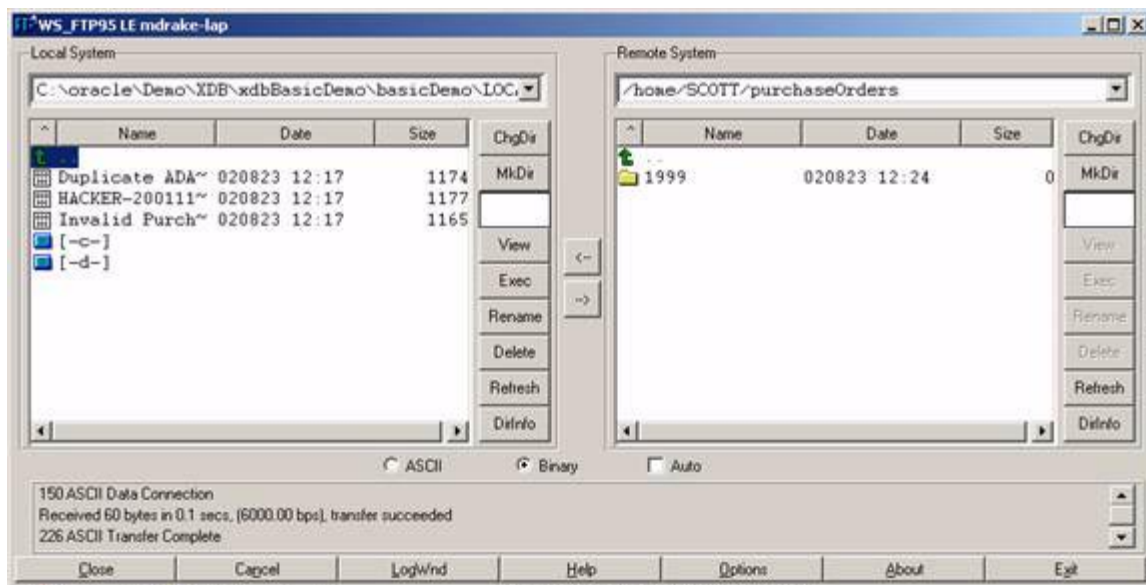 WS_FTP95 LE mdrake-lap
Local System
C:\oracle\Demo\XDB\xdbBasicDemo\basicDemo\LOC
^ Name Date Size
..
Duplicate ADA~ 020823 12:17 1174
HACKER-200111~ 020823 12:17 1177
Invalid Purch~ 020823 12:17 1165
[-c-]
[-d-]
ChgDir
MkDir
View
Exec
Rename
Delete
Refresh
DirInfo
<--
-->
Remote System
/home/SCOTT/purchaseOrders
^ Name Date Size
..
1999 020823 12:24 0
ChgDir
MkDir
View
Exec
Rename
Delete
Refresh
DirInfo
ASCII Binary Auto
150 ASCII Data Connection
Received 60 bytes in 0.1 secs, (6000.00 bps), transfer succeeded
226 ASCII Transfer Complete
Close Cancel LogWnd Help Options About Exit